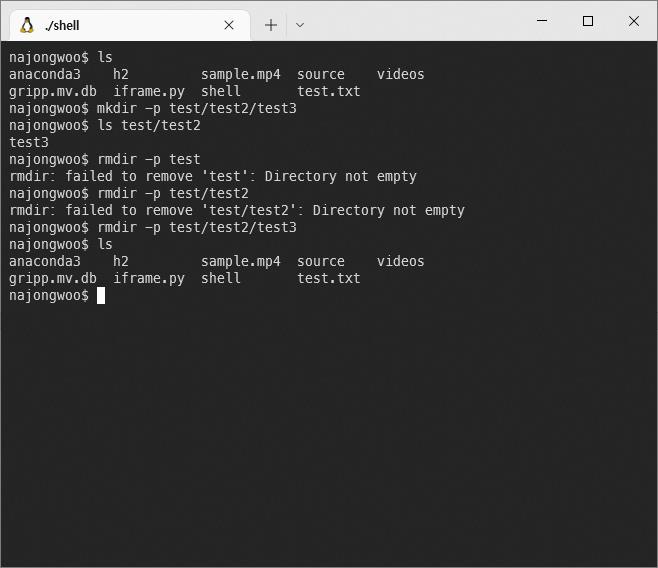 ./shell
najongwoo$ ls
anaconda3    h2         sample.mp4  source    videos
gripp.mv.db  iframe.py  shell       test.txt
najongwoo$ mkdir -p test/test2/test3
najongwoo$ ls test/test2
test3
najongwoo$ rmdir -p test
rmdir: failed to remove 'test': Directory not empty
najongwoo$ rmdir -p test/test2
rmdir: failed to remove 'test/test2': Directory not empty
najongwoo$ rmdir -p test/test2/test3
najongwoo$ ls
anaconda3    h2         sample.mp4  source    videos
gripp.mv.db  iframe.py  shell       test.txt
najongwoo$